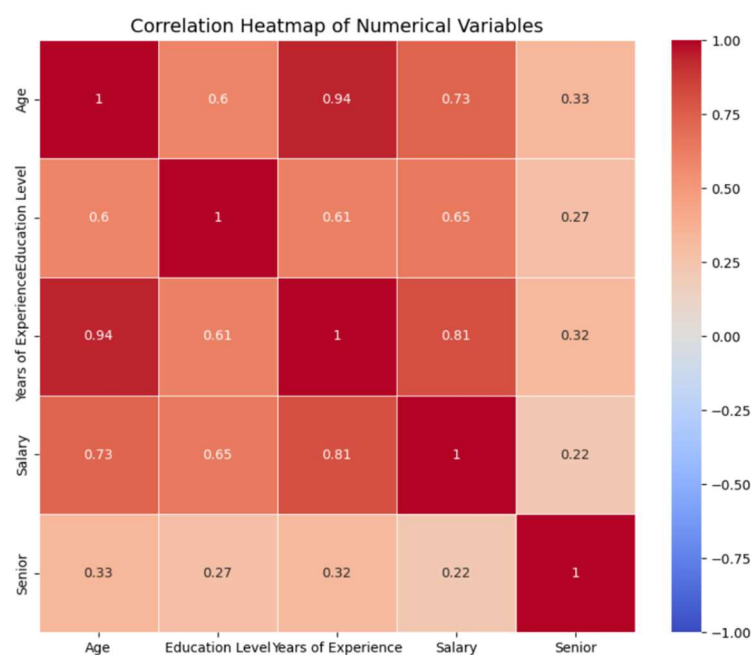 Correlation Heatmap of Numerical Variables
Age 1 0.6 0.94 0.73 0.33
Education Level 0.6 1 0.61 0.65 0.27
Years of Experience 0.94 0.61 1 0.81 0.32
Salary 0.73 0.65 0.81 1 0.22
Senior 0.33 0.27 0.32 0.22 1
Age Education Level Years of Experience Salary Senior
1.00
0.75
0.50
0.25
0.00
−0.25
−0.50
−0.75
−1.00